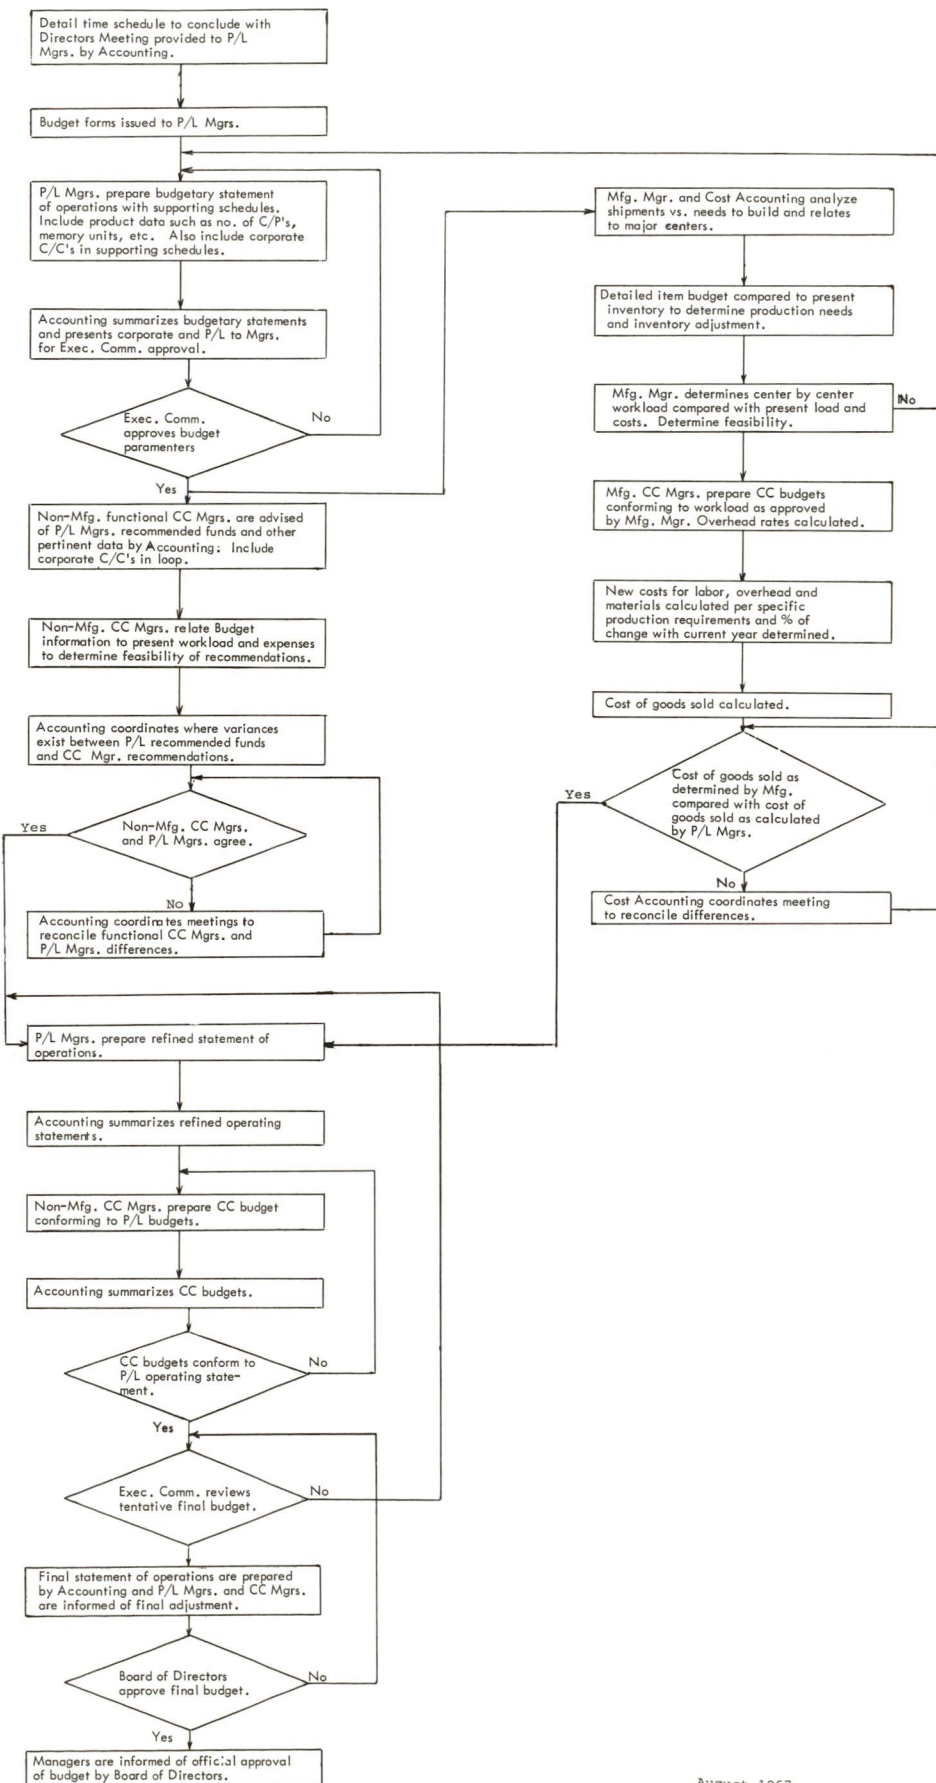 Detail time schedule to conclude with
Directors Meeting provided to P/L
Mgrs. by Accounting.
Budget forms issued to P/L Mgrs.
P/L Mgrs. prepare budgetary statement
of operations with supporting schedules.
Include product data such as no. of C/P's,
memory units, etc. Also include corporate
C/C's in supporting schedules.
Accounting summarizes budgetary statements
and presents corporate and P/L to Mgrs.
for Exec. Comm. approval.
Exec. Comm.
approves budget
paramenters
No
Yes
Non-Mfg. functional CC Mgrs. are advised
of P/L Mgrs. recommended funds and other
pertinent data by Accounting: Include
corporate C/C's in loop.
Non-Mfg. CC Mgrs. relate Budget
information to present workload and expenses
to determine feasibility of recommendations.
Accounting coordinates where variances
exist between P/L recommended funds
and CC Mgr. recommendations.
Yes
Non-Mfg. CC Mgrs.
and P/L Mgrs. agree.
No
Accounting coordinates meetings to
reconcile functional CC Mgrs. and
P/L Mgrs. differences.
P/L Mgrs. prepare refined statement of
operations.
Accounting summarizes refined operating
statements.
Non-Mfg. CC Mgrs. prepare CC budget
conforming to P/L budgets.
Accounting summarizes CC budgets.
CC budgets conform to
P/L operating state-
ment.
No
Yes
Exec. Comm. reviews
tentative final budget.
No
Final statement of operations are prepared
by Accounting and P/L Mgrs. and CC Mgrs.
are informed of final adjustment.
Board of Directors
approve final budget.
No
Yes
Managers are informed of official approval
of budget by Board of Directors.
Mfg. Mgr. and Cost Accounting analyze
shipments vs. needs to build and relates
to major centers.
Detailed item budget compared to present
inventory to determine production needs
and inventory adjustment.
Mfg. Mgr. determines center by center
workload compared with present load and
costs. Determine feasibility.
No
Mfg. CC Mgrs. prepare CC budgets
conforming to workload as approved
by Mfg. Mgr. Overhead rates calculated.
New costs for labor, overhead and
materials calculated per specific
production requirements and % of
change with current year determined.
Cost of goods sold calculated.
Yes
Cost of goods sold as
determined by Mfg.
compared with cost of
goods sold as calculated
by P/L Mgrs.
No
Cost Accounting coordinates meeting
to reconcile differences.
August